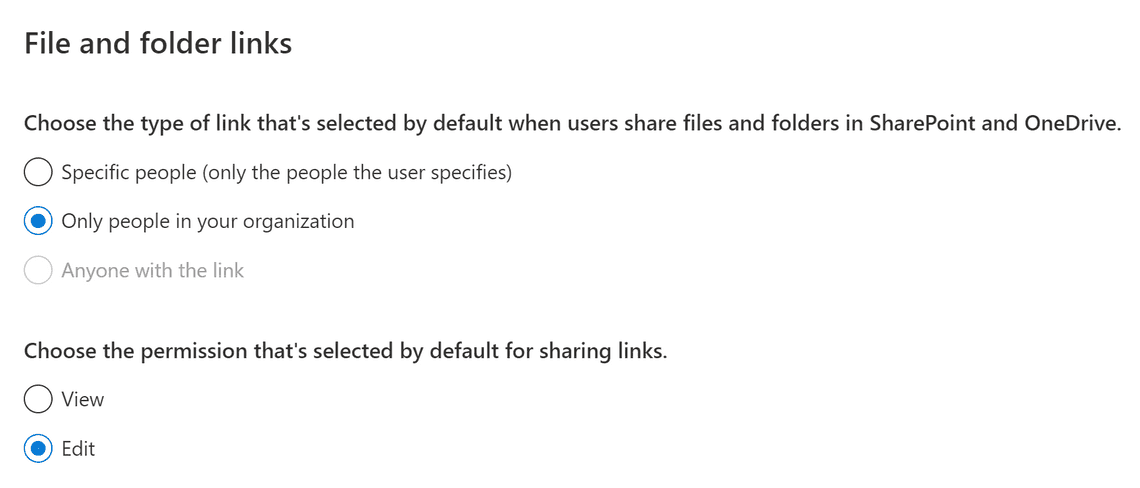 File and folder links
Choose the type of link that's selected by default when users share files and folders in SharePoint and OneDrive.
Specific people (only the people the user specifies)
Only people in your organization
Anyone with the link
Choose the permission that's selected by default for sharing links.
View
Edit